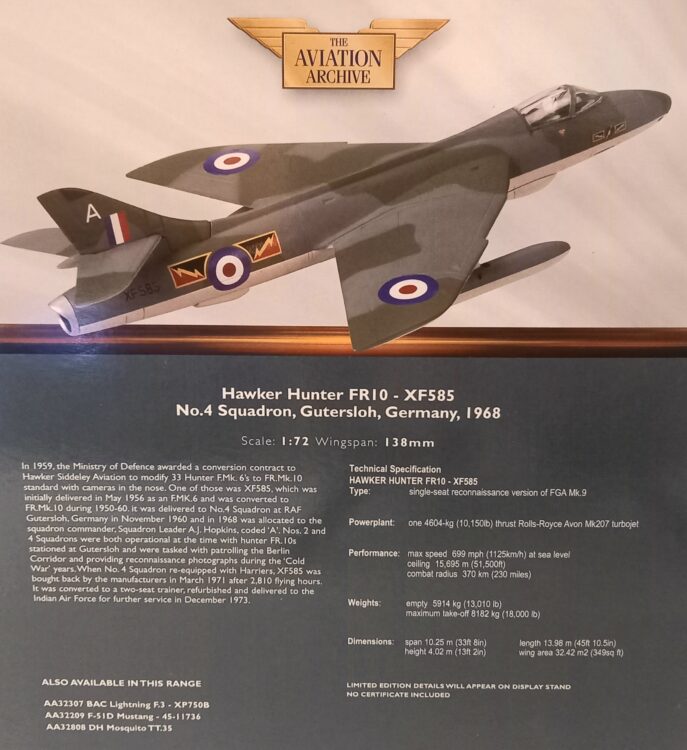 THE
AVIATION
ARCHIVE
A
XF585
Hawker Hunter FR10 - XF585
No.4 Squadron, Gutersloh, Germany, 1968
Scale: 1:72 Wingspan: 138mm
In 1959, the Ministry of Defence awarded a conversion contract to
Hawker Siddeley Aviation to modify 33 Hunter F.Mk. 6's to FR.Mk.10
standard with cameras in the nose. One of those was XF585, which was
initially delivered in May 1956 as an F.MK.6 and was converted to
FR.Mk.10 during 1950-60. it was delivered to No.4 Squadron at RAF
Gutersloh, Germany in November 1960 and in 1968 was allocated to the
squadron commander, Squadron Leader A.J. Hopkins, coded 'A'. Nos. 2 and
4 Squadrons were both operational at the time with hunter FR.10s
stationed at Gutersloh and were tasked with patrolling the Berlin
Corridor and providing reconnaissance photographs during the 'Cold
War' years. When No. 4 Squadron re-equipped with Harriers, XF585 was
bought back by the manufacturers in March 1971 after 2,810 flying hours.
It was converted to a two-seat trainer, refurbished and delivered to the
Indian Air Force for further service in December 1973.
Technical Specification
HAWKER HUNTER FR10 - XF585
Type: single-seat reconnaissance version of FGA Mk.9
Powerplant: one 4604-kg (10,150lb) thrust Rolls-Royce Avon Mk207 turbojet
Performance: max speed 699 mph (1125km/h) at sea level
ceiling 15,695 m (51,500ft)
combat radius 370 km (230 miles)
Weights: empty 5914 kg (13,010 lb)
maximum take-off 8182 kg (18,000 lb)
Dimensions: span 10.25 m (33ft 8in) length 13.98 m (45ft 10.5in)
height 4.02 m (13ft 2in) wing area 32.42 m2 (349sq ft)
ALSO AVAILABLE IN THIS RANGE
AA32307 BAC Lightning F.3 - XP750B
AA32209 F-51D Mustang - 45-11736
AA32808 DH Mosquito TT.35
LIMITED EDITION DETAILS WILL APPEAR ON DISPLAY STAND
NO CERTIFICATE INCLUDED